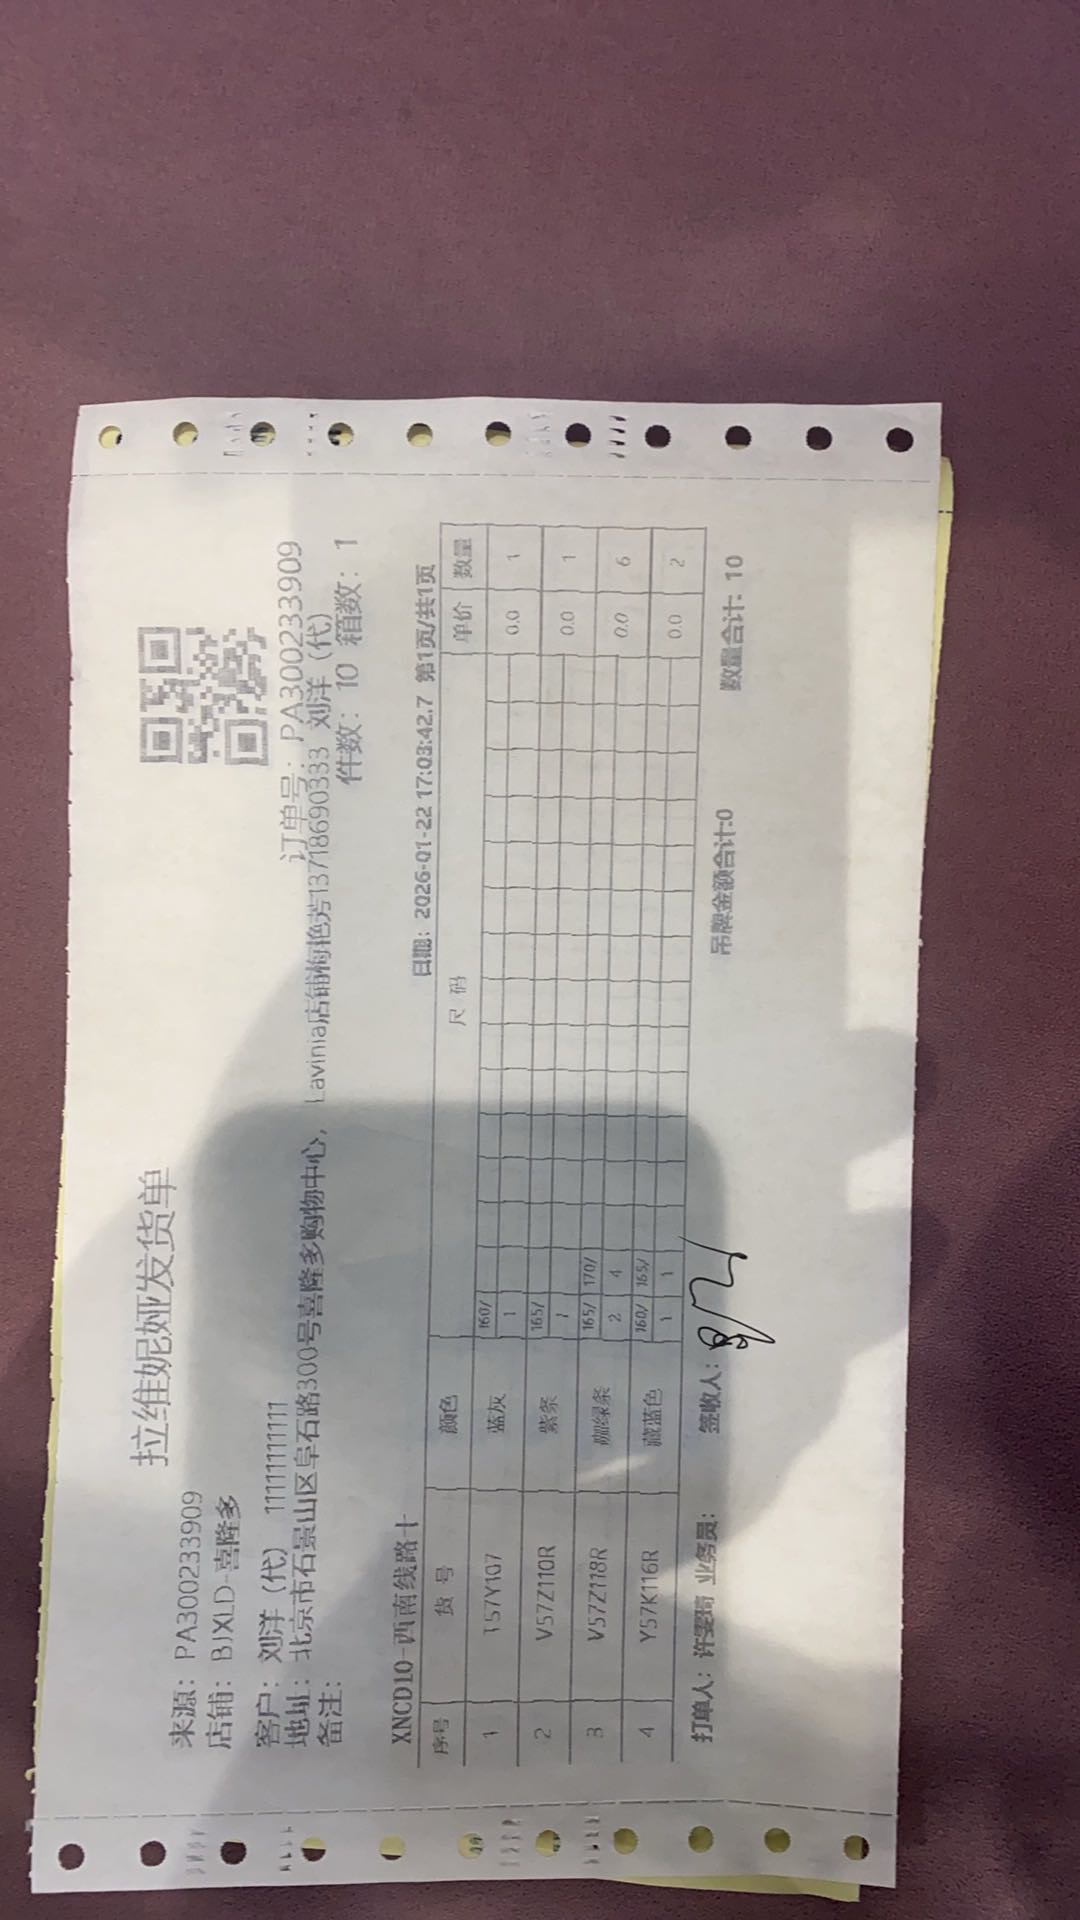 拉维妮娅发货单
来源：PA300233909
店铺：BJXLD-喜隆多
订单号：PA300233909
客户：刘洋（代） 11111111111
地址：北京市石景山区阜石路300号喜隆多购物中心， Lavinia店铺梅艳芳13718690333 刘洋（代）
备注：
件数：10 箱数：1
XNCD10-西南线路十
日期：2026-01-22 17:03:42.7 第1页/共1页
序号 货号 颜色 尺码 单价 数量
160/
1 T57Y107 蓝灰 1 0.0 1
165/
2 V57Z110R 紫条 1 0.0 1
165/ 170/
3 V57Z118R 咖绿条 2 4 0.0 6
160/ 165/
4 Y57K116R 藏蓝色 1 1 0.0 2
打单人：许雯琦 业务员： 签收人： 吊牌金额合计:0 数量合计: 10